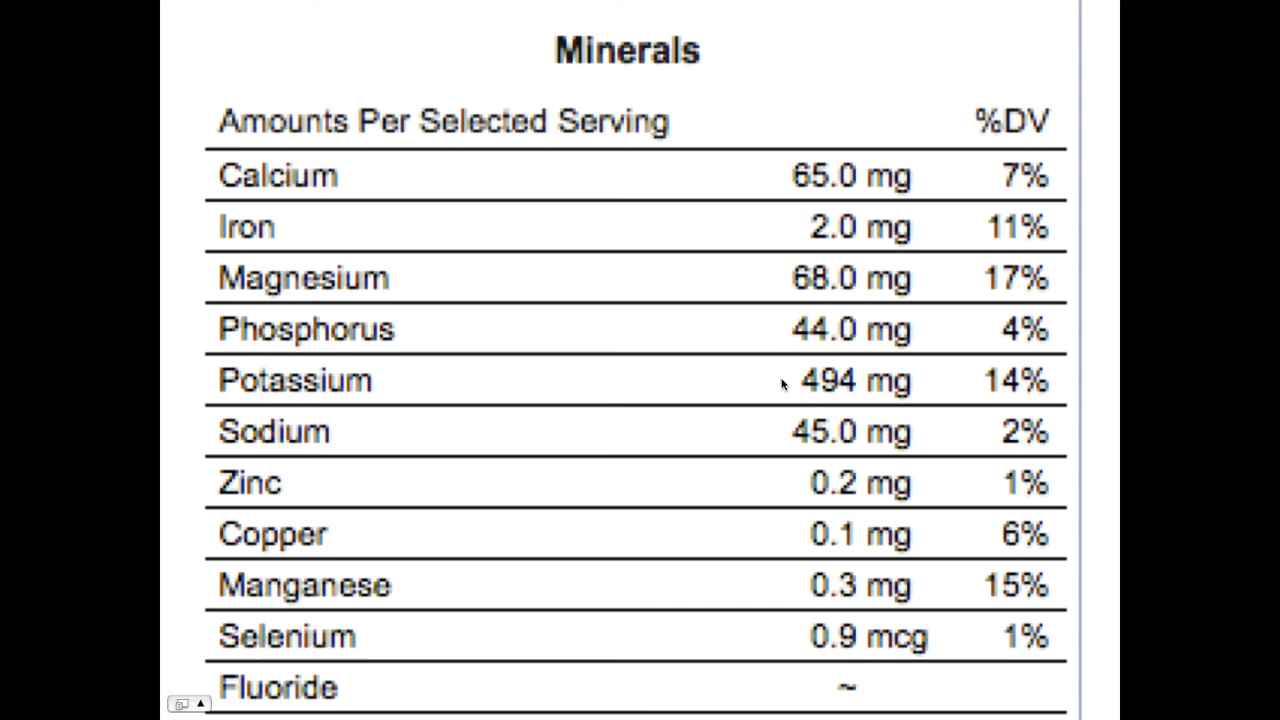 Minerals
Amounts Per Selected Serving %DV
Calcium 65.0 mg 7%
Iron 2.0 mg 11%
Magnesium 68.0 mg 17%
Phosphorus 44.0 mg 4%
Potassium 494 mg 14%
Sodium 45.0 mg 2%
Zinc 0.2 mg 1%
Copper 0.1 mg 6%
Manganese 0.3 mg 15%
Selenium 0.9 mcg 1%
Fluoride ~